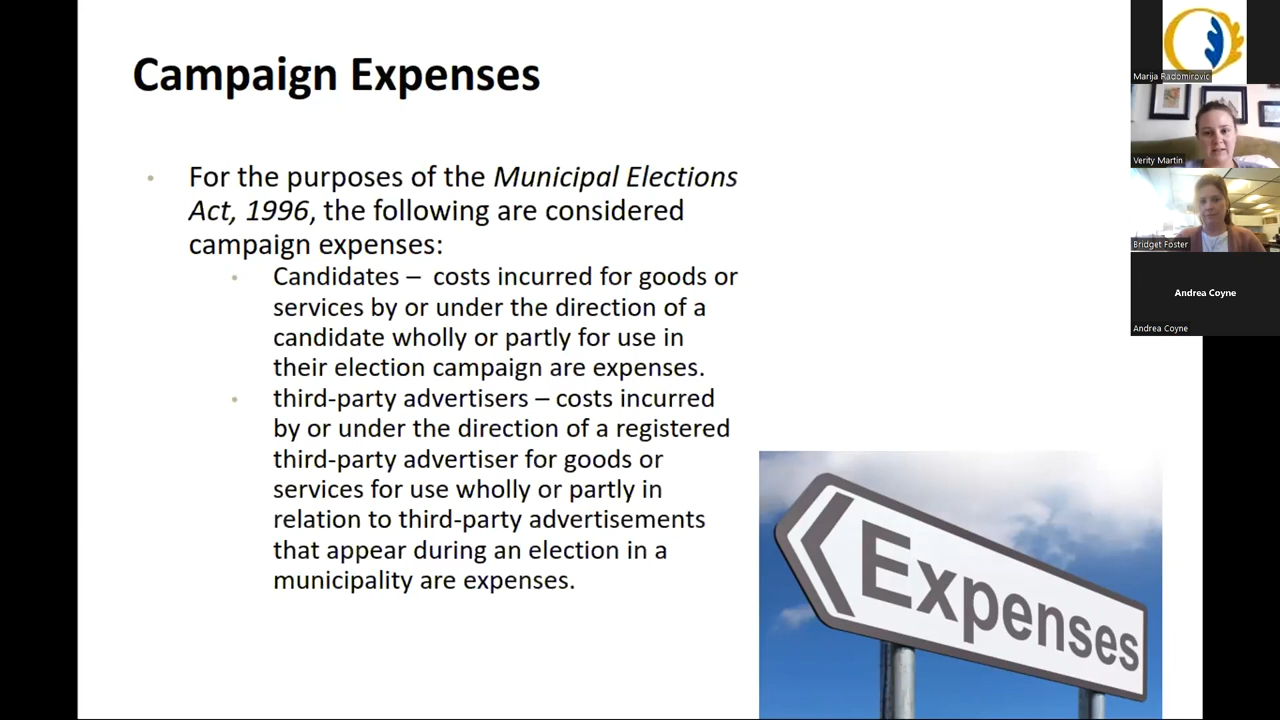 Campaign Expenses
• For the purposes of the Municipal Elections
Act, 1996, the following are considered
campaign expenses:
• Candidates – costs incurred for goods or
services by or under the direction of a
candidate wholly or partly for use in
their election campaign are expenses.
• third-party advertisers – costs incurred
by or under the direction of a registered
third-party advertiser for goods or
services for use wholly or partly in
relation to third-party advertisements
that appear during an election in a
municipality are expenses.
Expenses
Marija Radomirovic
Verity Martin
Bridget Foster
Andrea Coyne
Andrea Coyne